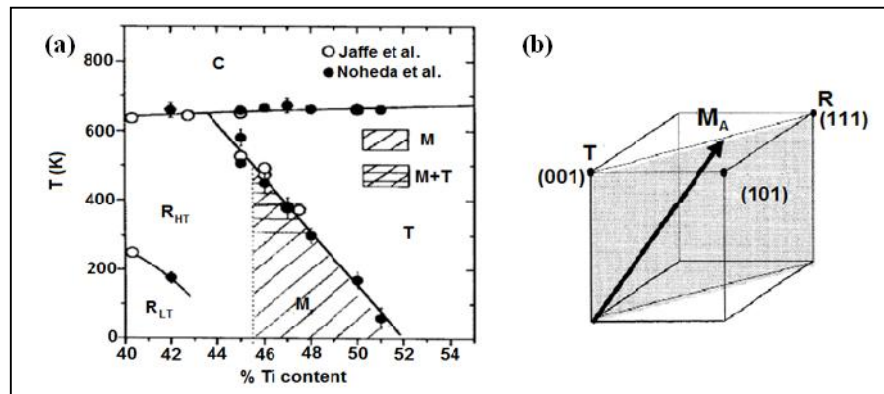 (a)
Jaffe et al.
Noheda et al.
C
M
M+T
R_HT
T
R_LT
M
T (K)
800
600
400
200
0
40 42 44 46 48 50 52 54
% Ti content
(b)
M_A
R
(111)
T
(001)
(101)